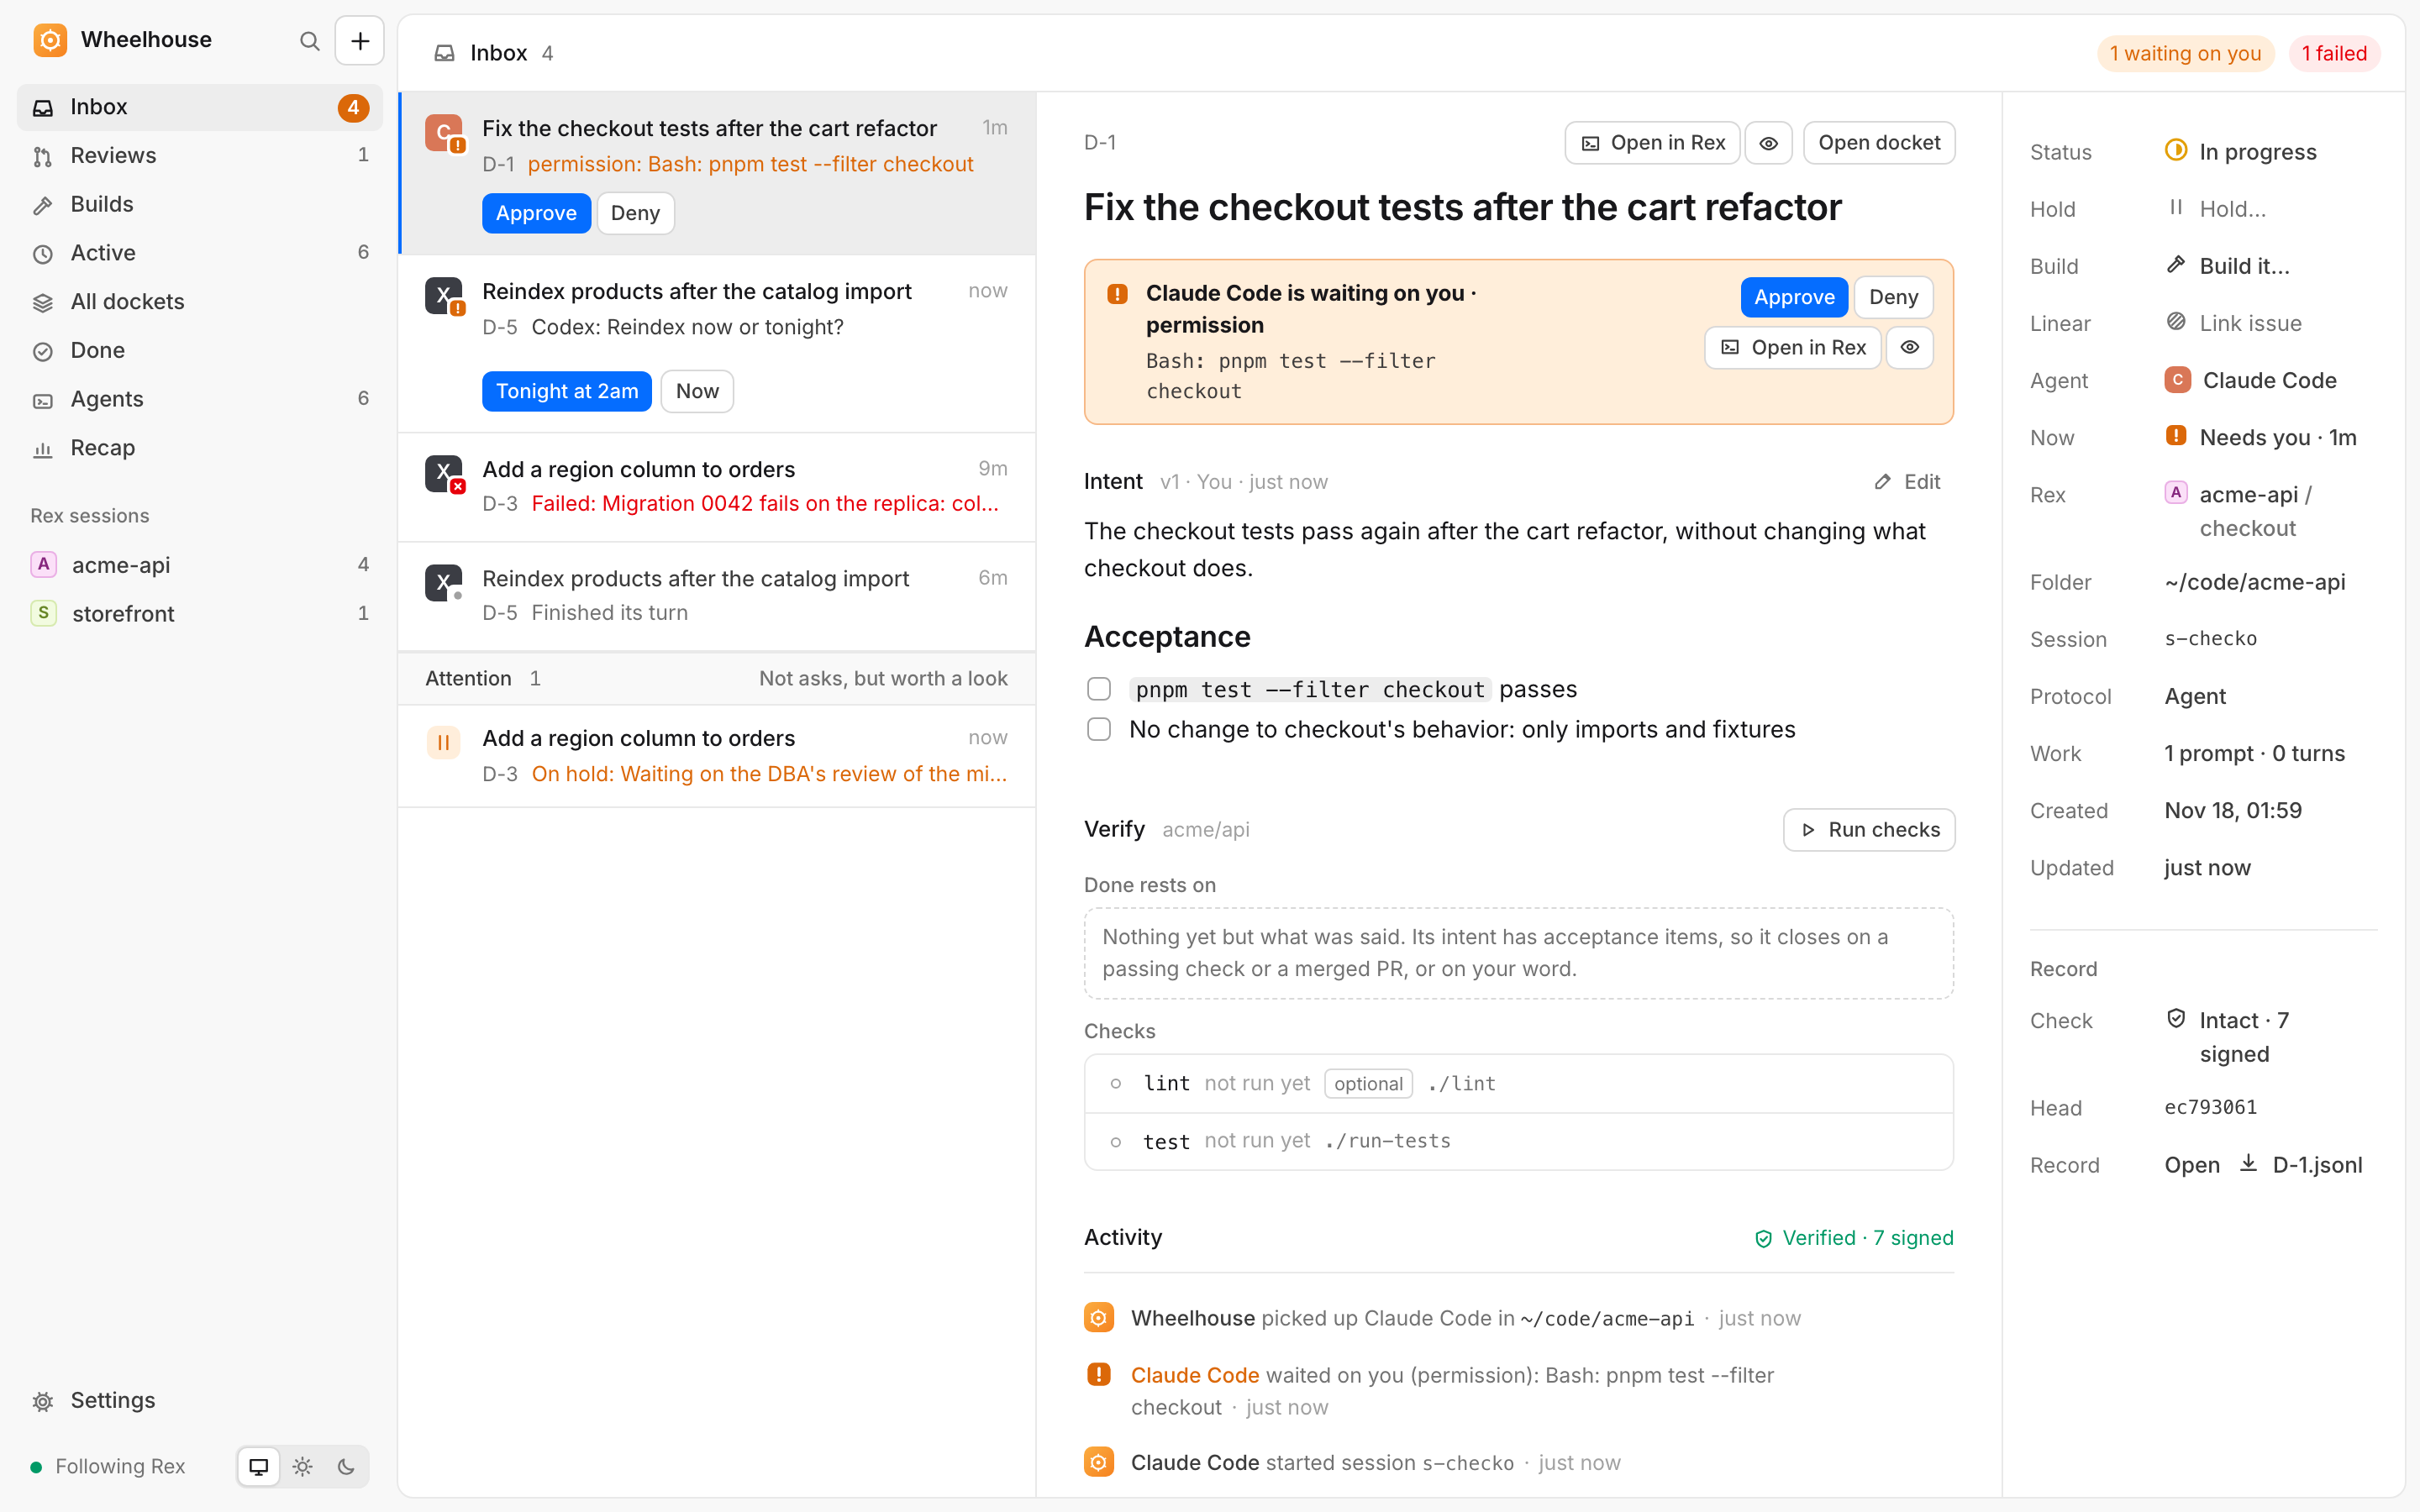 Wheelhouse
Inbox 4
Reviews 1
Builds
Active 6
All dockets
Done
Agents 6
Recap
Rex sessions
A acme-api 4
S storefront 1
Settings
Following Rex
Inbox 4
1 waiting on you 1 failed
C Fix the checkout tests after the cart refactor 1m
D-1 permission: Bash: pnpm test --filter checkout
Approve Deny
X Reindex products after the catalog import now
D-5 Codex: Reindex now or tonight?
Tonight at 2am Now
X Add a region column to orders 9m
D-3 Failed: Migration 0042 fails on the replica: col...
X Reindex products after the catalog import 6m
D-5 Finished its turn
Attention 1 Not asks, but worth a look
Add a region column to orders now
D-3 On hold: Waiting on the DBA's review of the mi...
D-1 Open in Rex Open docket
Fix the checkout tests after the cart refactor
Claude Code is waiting on you ·
permission
Bash: pnpm test --filter
checkout
Approve Deny
Open in Rex
Intent v1 · You · just now Edit
The checkout tests pass again after the cart refactor, without changing what
checkout does.
Acceptance
pnpm test --filter checkout passes
No change to checkout's behavior: only imports and fixtures
Verify acme/api Run checks
Done rests on
Nothing yet but what was said. Its intent has acceptance items, so it closes on a
passing check or a merged PR, or on your word.
Checks
lint not run yet optional ./lint
test not run yet ./run-tests
Activity Verified · 7 signed
Wheelhouse picked up Claude Code in ~/code/acme-api · just now
Claude Code waited on you (permission): Bash: pnpm test --filter
checkout · just now
Claude Code started session s-checko · just now
Status In progress
Hold Hold...
Build Build it...
Linear Link issue
Agent C Claude Code
Now Needs you · 1m
Rex A acme-api /
checkout
Folder ~/code/acme-api
Session s-checko
Protocol Agent
Work 1 prompt · 0 turns
Created Nov 18, 01:59
Updated just now
Record
Check Intact · 7
signed
Head ec793061
Record Open D-1.jsonl